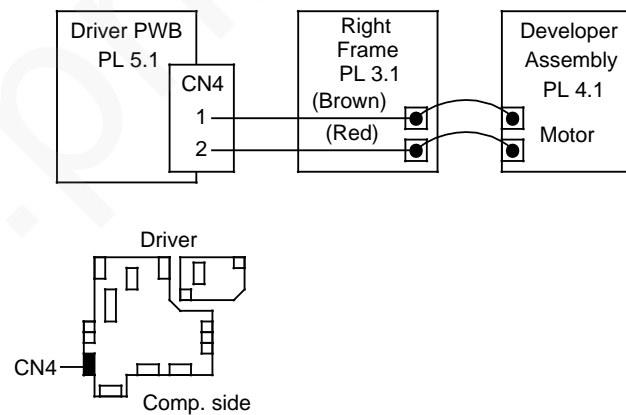 Driver PWB
PL 5.1
CN4
1
2
(Brown)
(Red)
Right
Frame
PL 3.1
Developer
Assembly
PL 4.1
Motor
Driver
CN4
Comp. side